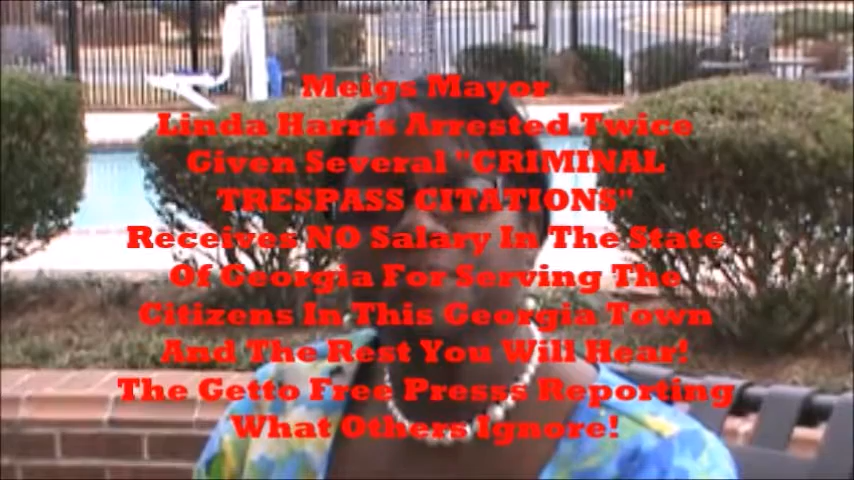 Meigs Mayor
Linda Harris Arrested Twice
Given Several "CRIMINAL
TRESPASS CITATIONS"
Receives NO Salary In The State
Of Georgia For Serving The
Citizens In This Georgia Town
And The Rest You Will Hear!
The Getto Free Presss Reporting
What Others Ignore!